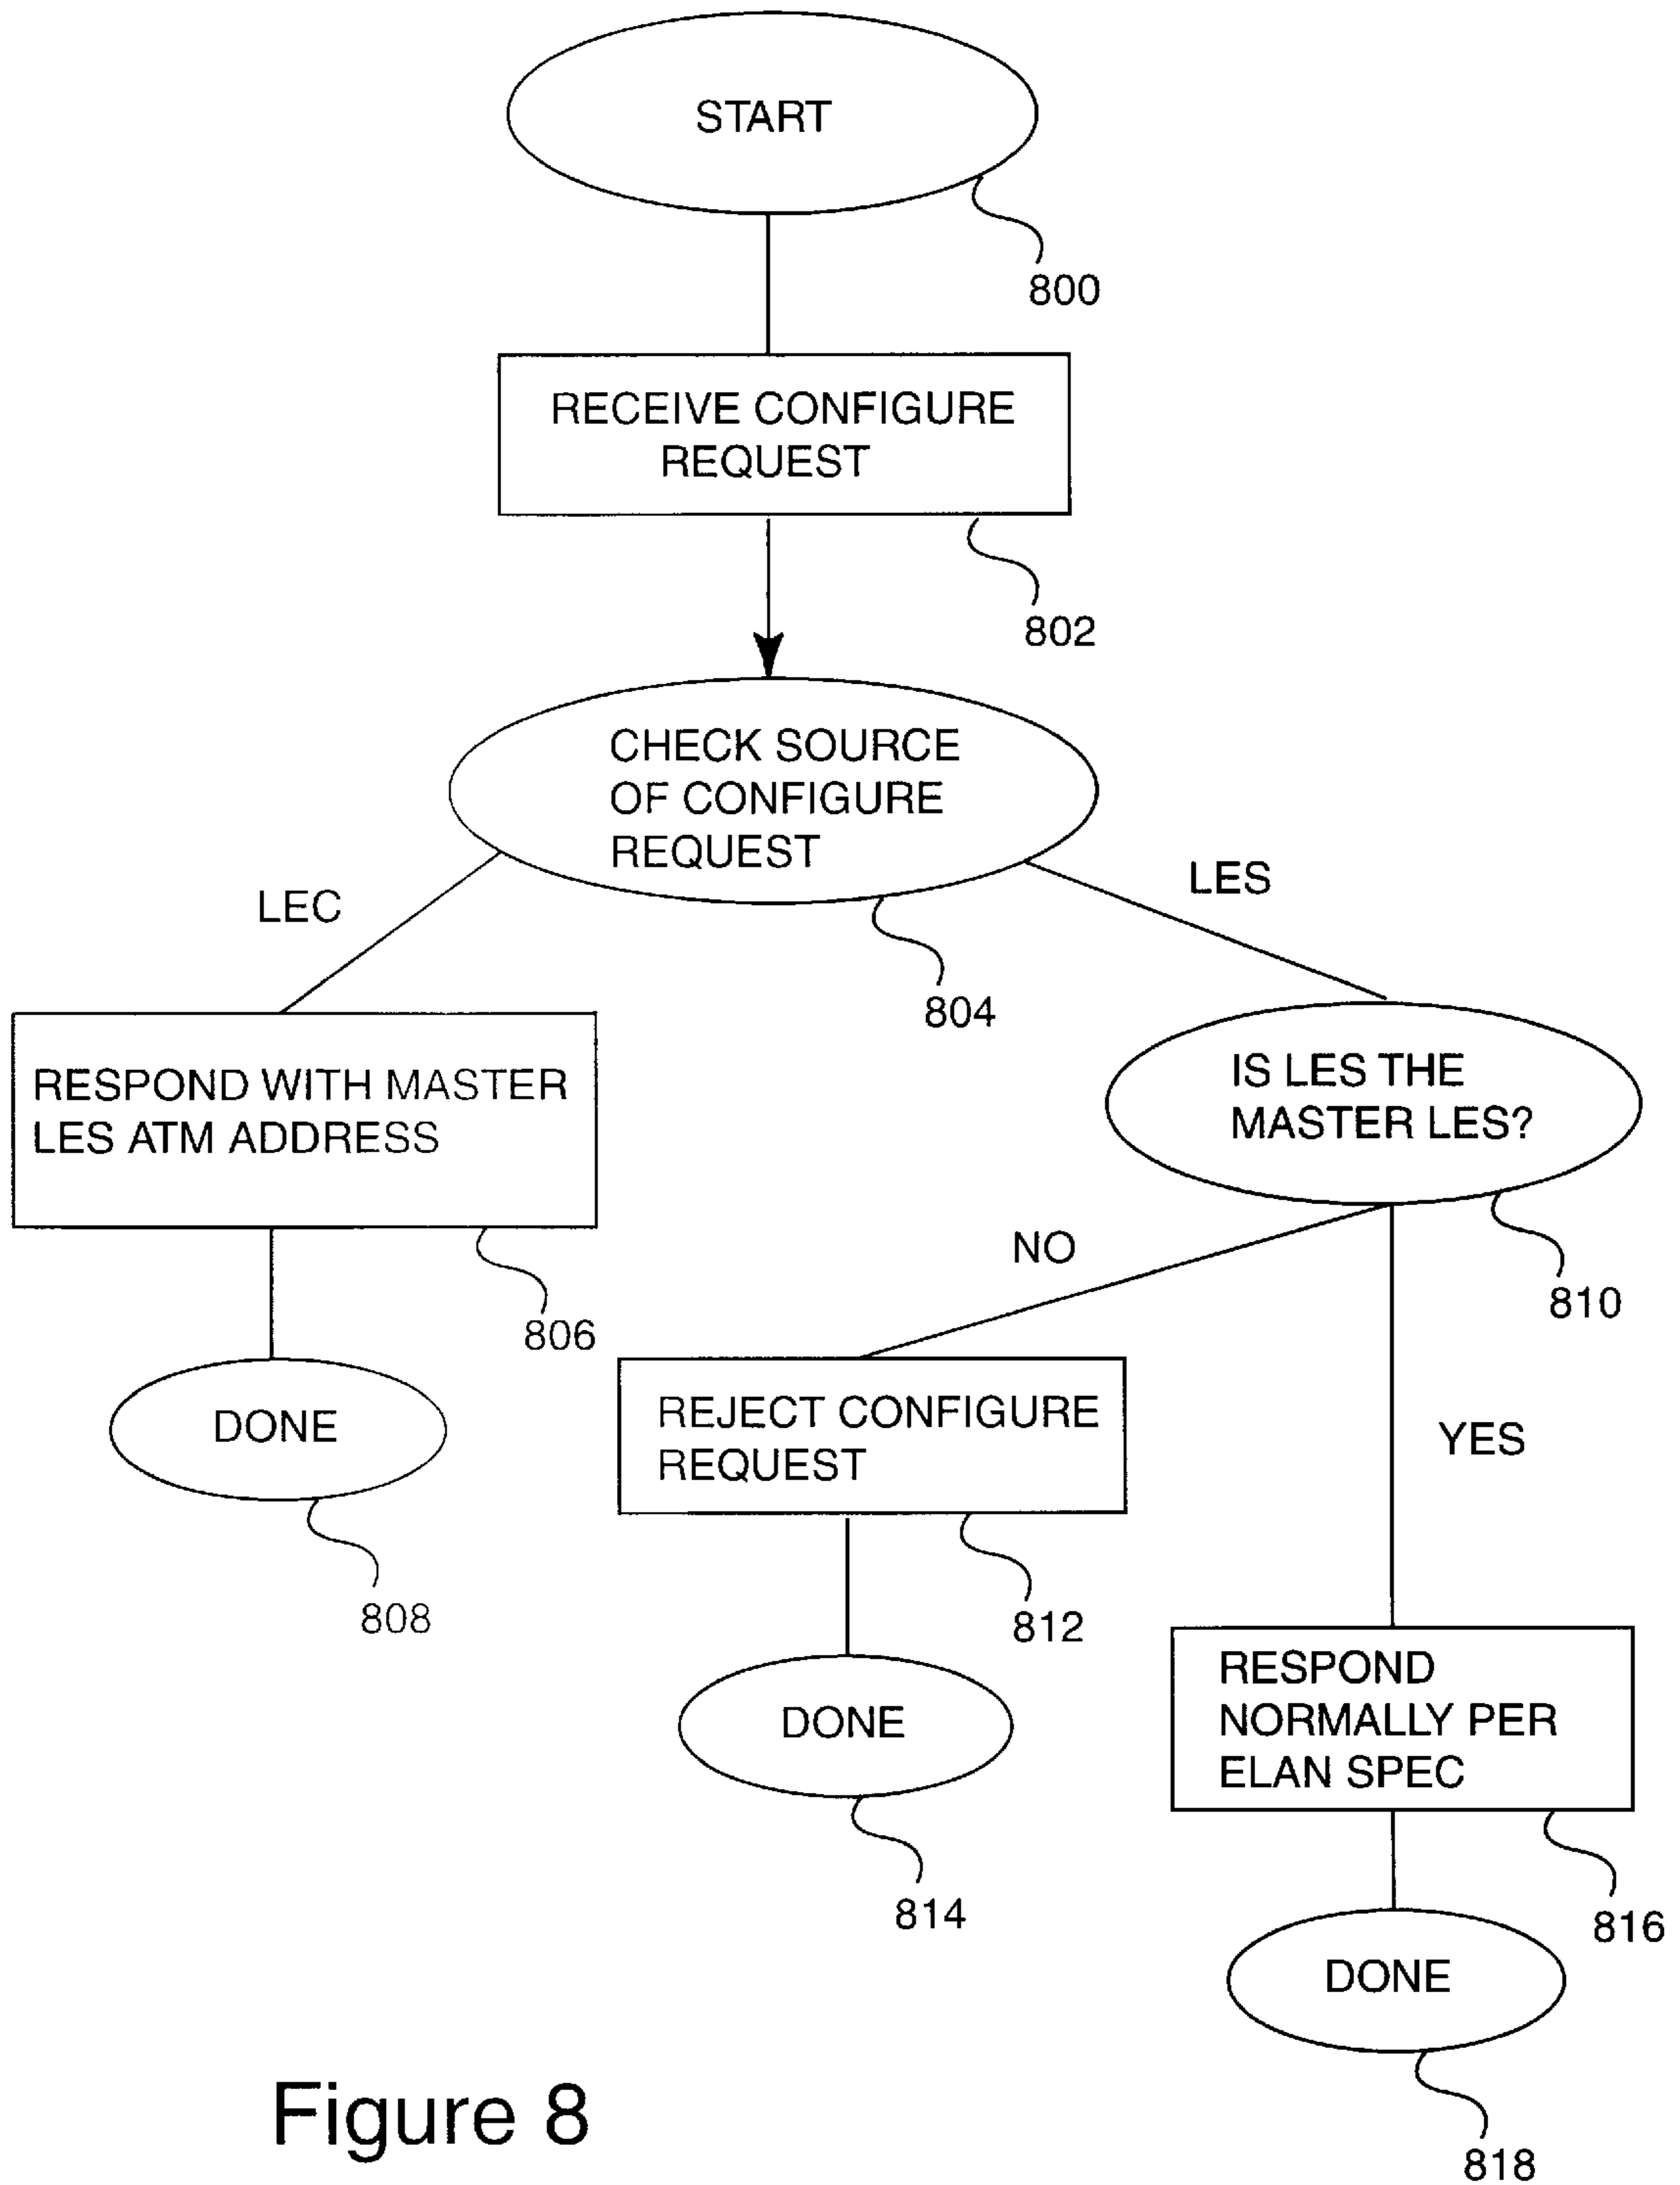 START
800
RECEIVE CONFIGURE
REQUEST
802
CHECK SOURCE
OF CONFIGURE
REQUEST
804
LEC
LES
RESPOND WITH MASTER
LES ATM ADDRESS
806
DONE
808
IS LES THE
MASTER LES?
810
NO
YES
REJECT CONFIGURE
REQUEST
812
DONE
814
RESPOND
NORMALLY PER
ELAN SPEC
816
DONE
818
Figure 8